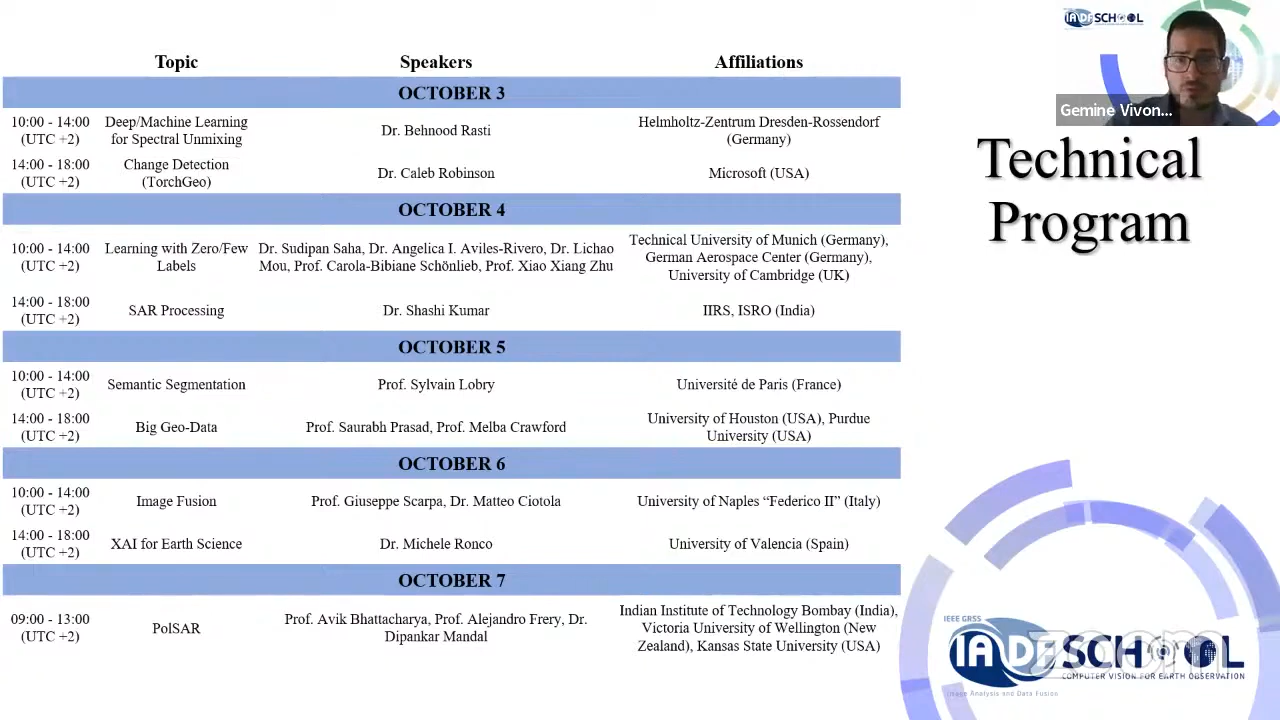 Topic Speakers Affiliations
OCTOBER 3
10:00 - 14:00 (UTC +2) Deep/Machine Learning for Spectral Unmixing Dr. Behnood Rasti Helmholtz-Zentrum Dresden-Rossendorf (Germany)
14:00 - 18:00 (UTC +2) Change Detection (TorchGeo) Dr. Caleb Robinson Microsoft (USA)
OCTOBER 4
10:00 - 14:00 (UTC +2) Learning with Zero/Few Labels Dr. Sudipan Saha, Dr. Angelica I. Aviles-Rivero, Dr. Lichao Mou, Prof. Carola-Bibiane Schönlieb, Prof. Xiao Xiang Zhu Technical University of Munich (Germany), German Aerospace Center (Germany), University of Cambridge (UK)
14:00 - 18:00 (UTC +2) SAR Processing Dr. Shashi Kumar IIRS, ISRO (India)
OCTOBER 5
10:00 - 14:00 (UTC +2) Semantic Segmentation Prof. Sylvain Lobry Université de Paris (France)
14:00 - 18:00 (UTC +2) Big Geo-Data Prof. Saurabh Prasad, Prof. Melba Crawford University of Houston (USA), Purdue University (USA)
OCTOBER 6
10:00 - 14:00 (UTC +2) Image Fusion Prof. Giuseppe Scarpa, Dr. Matteo Ciotola University of Naples “Federico II” (Italy)
14:00 - 18:00 (UTC +2) XAI for Earth Science Dr. Michele Ronco University of Valencia (Spain)
OCTOBER 7
09:00 - 13:00 (UTC +2) PolSAR Prof. Avik Bhattacharya, Prof. Alejandro Frery, Dr. Dipankar Mandal Indian Institute of Technology Bombay (India), Victoria University of Wellington (New Zealand), Kansas State University (USA)
IADFSCHOOL
Gemine Vivon...
Technical
Program
IEEE GRSS
IADFSCHOOL
zoom
COMPUTER VISION FOR EARTH OBSERVATION
Image Analysis and Data Fusion